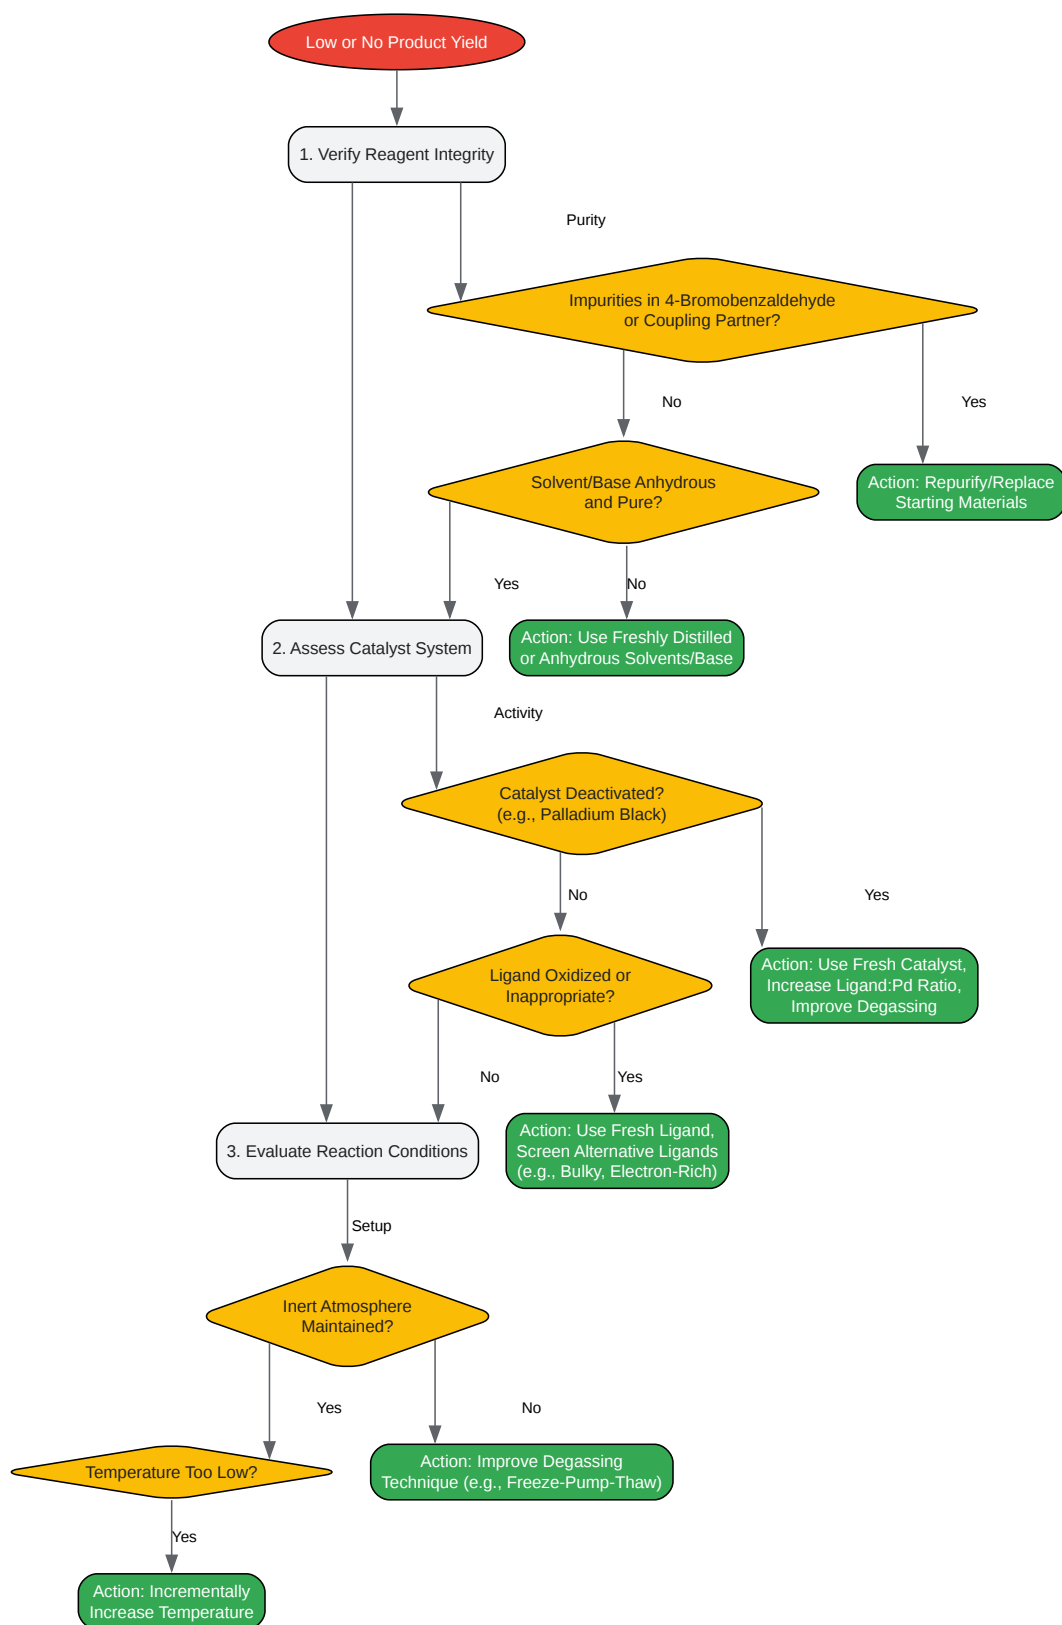 Low or No Product Yield
1. Verify Reagent Integrity
Purity
Impurities in 4-Bromobenzaldehyde
or Coupling Partner?
No
Yes
Solvent/Base Anhydrous
and Pure?
Action: Repurify/Replace
Starting Materials
Yes
No
2. Assess Catalyst System
Action: Use Freshly Distilled
or Anhydrous Solvents/Base
Activity
Catalyst Deactivated?
(e.g., Palladium Black)
No
Yes
Ligand Oxidized or
Inappropriate?
Action: Use Fresh Catalyst,
Increase Ligand:Pd Ratio,
Improve Degassing
No
Yes
3. Evaluate Reaction Conditions
Action: Use Fresh Ligand,
Screen Alternative Ligands
(e.g., Bulky, Electron-Rich)
Setup
Inert Atmosphere
Maintained?
Yes
No
Temperature Too Low?
Action: Improve Degassing
Technique (e.g., Freeze-Pump-Thaw)
Yes
Action: Incrementally
Increase Temperature